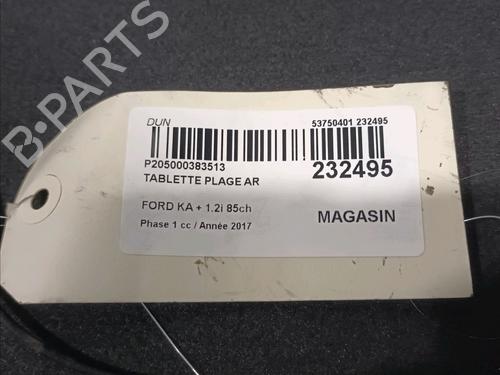 DUN
53750401 232495
P205000383513
232495
TABLETTE PLAGE AR
FORD KA + 1.2i 85ch
MAGASIN
Phase 1 cc / Année 2017
B-PARTS